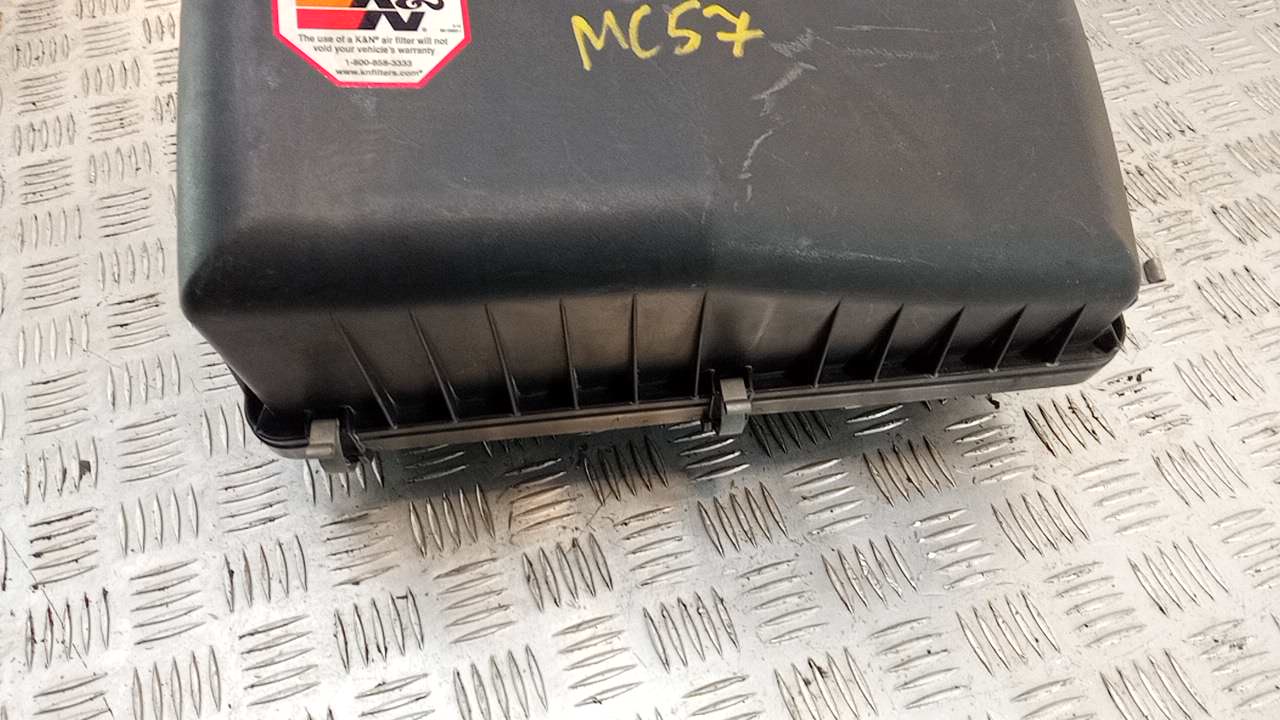 K&N®
MC57
The use of a K&N® air filter will not
void your vehicle's warranty
1-800-858-3333
www.knfilters.com®